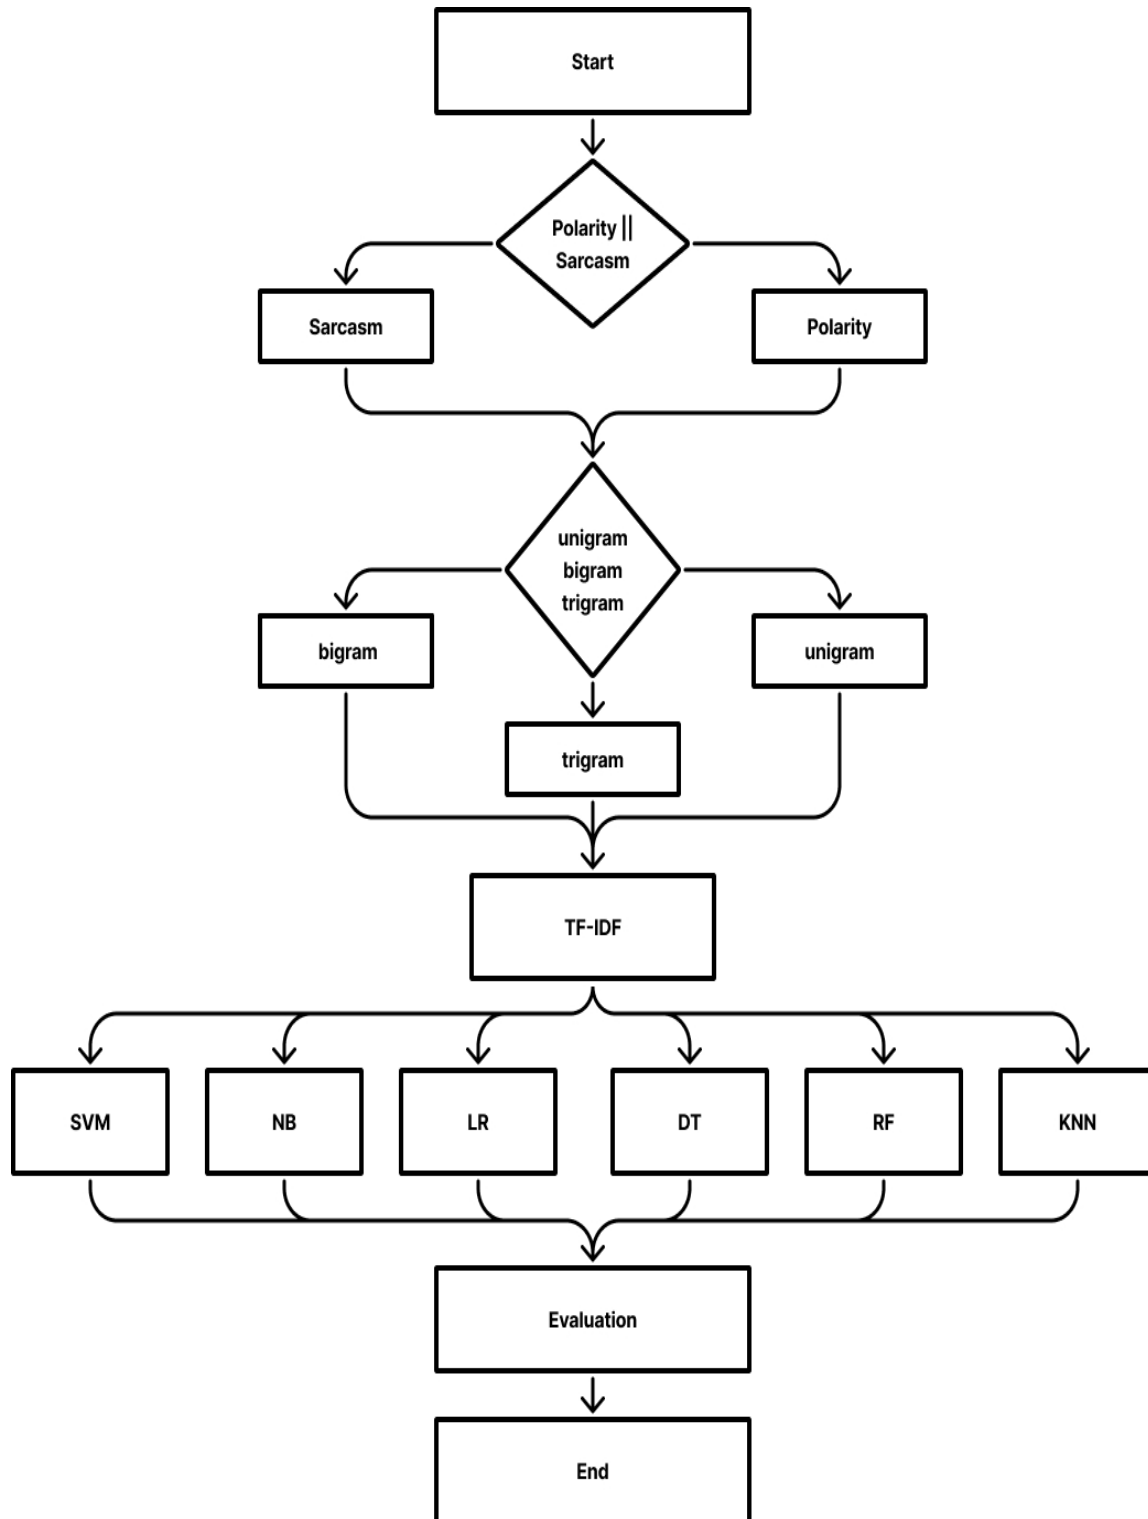 Start
Polarity ||
Sarcasm
Sarcasm
Polarity
unigram
bigram
trigram
bigram
unigram
trigram
TF-IDF
SVM
NB
LR
DT
RF
KNN
Evaluation
End